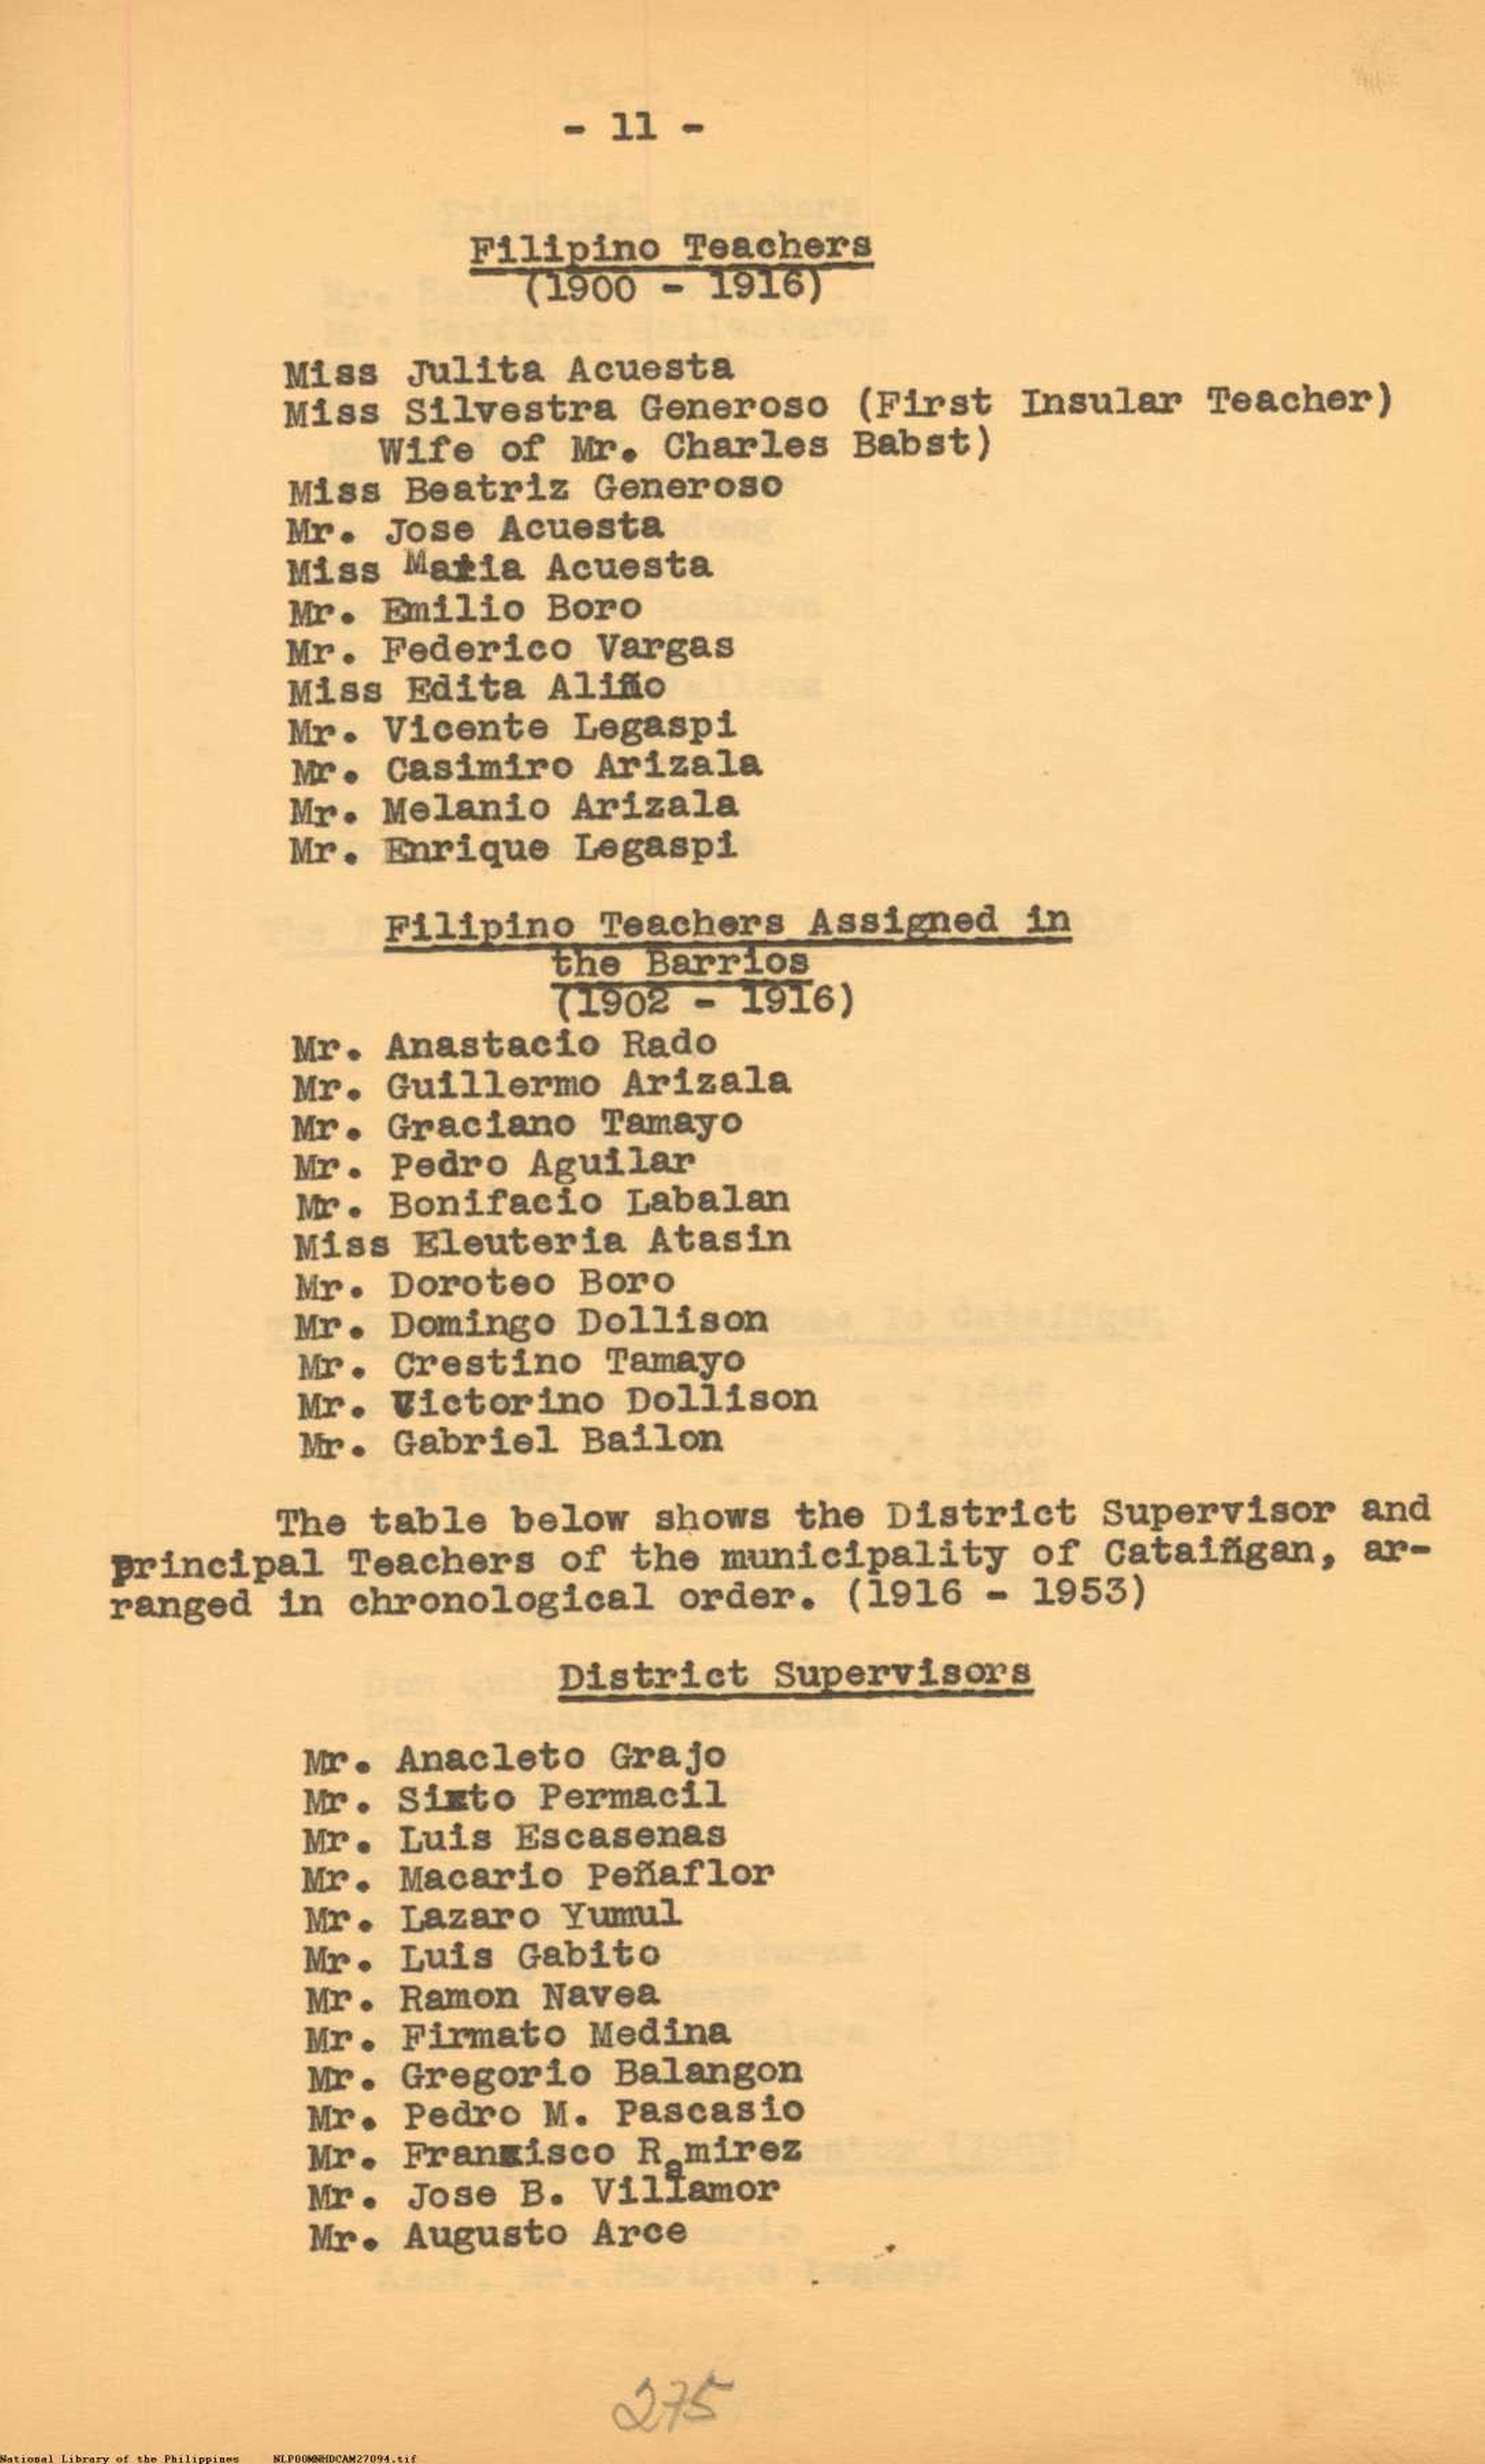 - 11 -
Filipino Teachers
(1900 - 1916)
Miss Julita Acuesta
Miss Silvestra Generoso (First Insular Teacher)
Wife of Mr. Charles Babst)
Miss Beatriz Generoso
Mr. Jose Acuesta
Miss Maria Acuesta
Mr. Emilio Boro
Mr. Federico Vargas
Miss Edita Aliño
Mr. Vicente Legaspi
Mr. Casimiro Arizala
Mr. Melanio Arizala
Mr. Enrique Legaspi
Filipino Teachers Assigned in
the Barrios
(1902 - 1916)
Mr. Anastacio Rado
Mr. Guillermo Arizala
Mr. Graciano Tamayo
Mr. Pedro Aguilar
Mr. Bonifacio Labalan
Miss Eleuteria Atasin
Mr. Doroteo Boro
Mr. Domingo Dollison
Mr. Crestino Tamayo
Mr. Victorino Dollison
Mr. Gabriel Bailon
The table below shows the District Supervisor and
Principal Teachers of the municipality of Cataiñgan, ar-
ranged in chronological order. (1916 - 1953)
District Supervisors
Mr. Anacleto Grajo
Mr. Sixto Permacil
Mr. Luis Escasenas
Mr. Macario Peñaflor
Mr. Lazaro Yumul
Mr. Luis Gabito
Mr. Ramon Navea
Mr. Firmato Medina
Mr. Gregorio Balangon
Mr. Pedro M. Pascasio
Mr. Francisco Ramirez
Mr. Jose B. Villamor
Mr. Augusto Arce
275
National Library of the Philippines NLP00MNHDCAM27094.tif